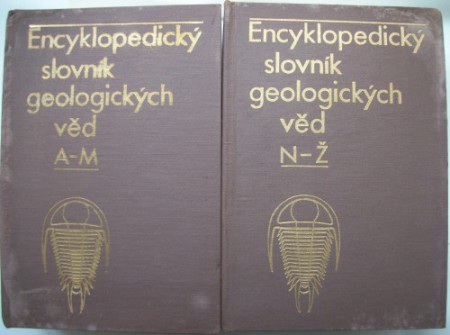 Encyklopedický
slovník
geologických
věd
A-M
Encyklopedický
slovník
geologických
věd
N-Ž